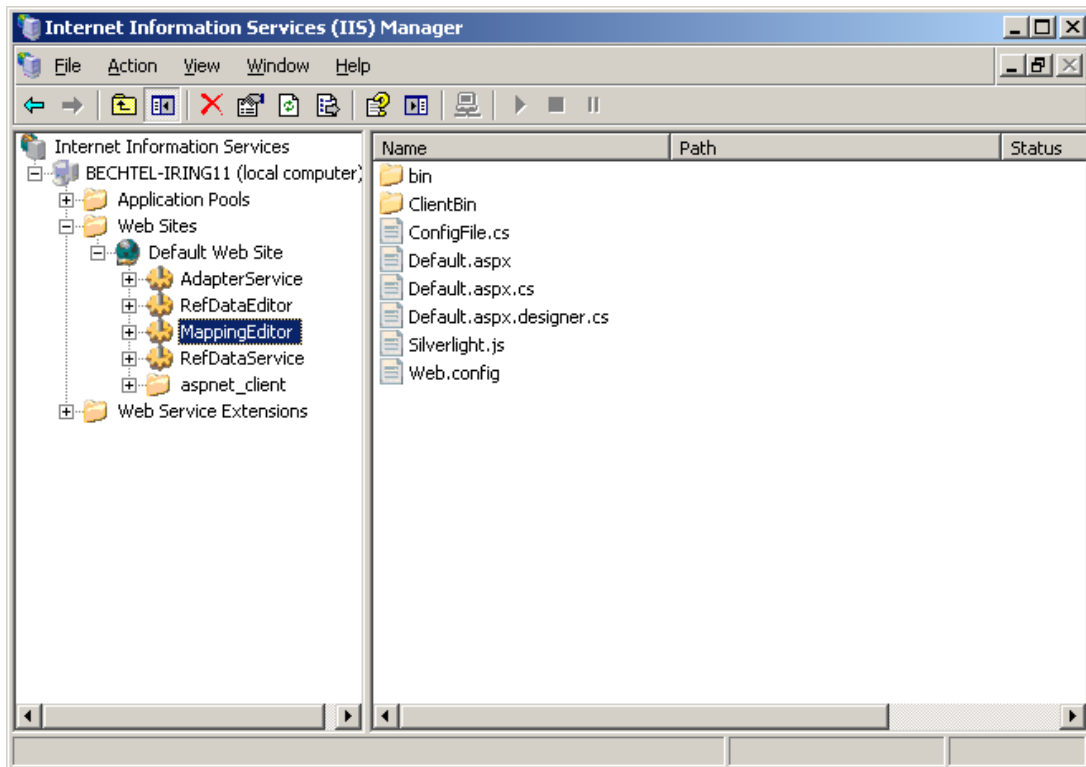 Internet Information Services (IIS) Manager
File Action View Window Help
Internet Information Services
BECHTEL-IRING11 (local computer)
Application Pools
Web Sites
Default Web Site
AdapterService
RefDataEditor
MappingEditor
RefDataService
aspnet_client
Web Service Extensions
Name Path Status
bin
ClientBin
ConfigFile.cs
Default.aspx
Default.aspx.cs
Default.aspx.designer.cs
Silverlight.js
Web.config